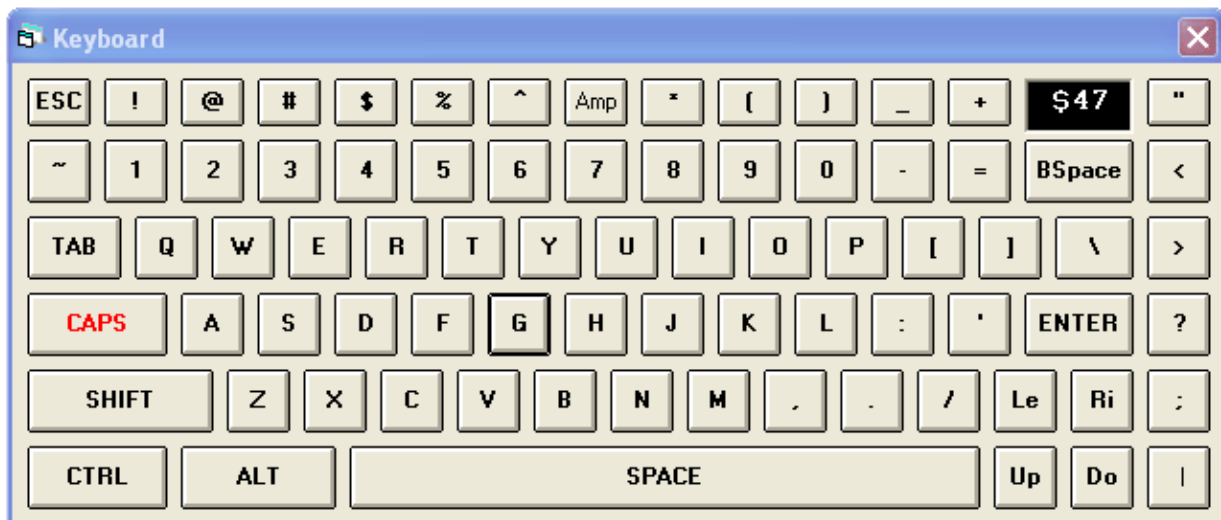 Keyboard
ESC ! @ # $ % ^ Amp * ( ) _ + $47 "
~ 1 2 3 4 5 6 7 8 9 0 - = BSpace <
TAB Q W E R T Y U I O P [ ] \ >
CAPS A S D F G H J K L : ' ENTER ?
SHIFT Z X C V B N M , . / Le Ri ;
CTRL ALT SPACE Up Do |